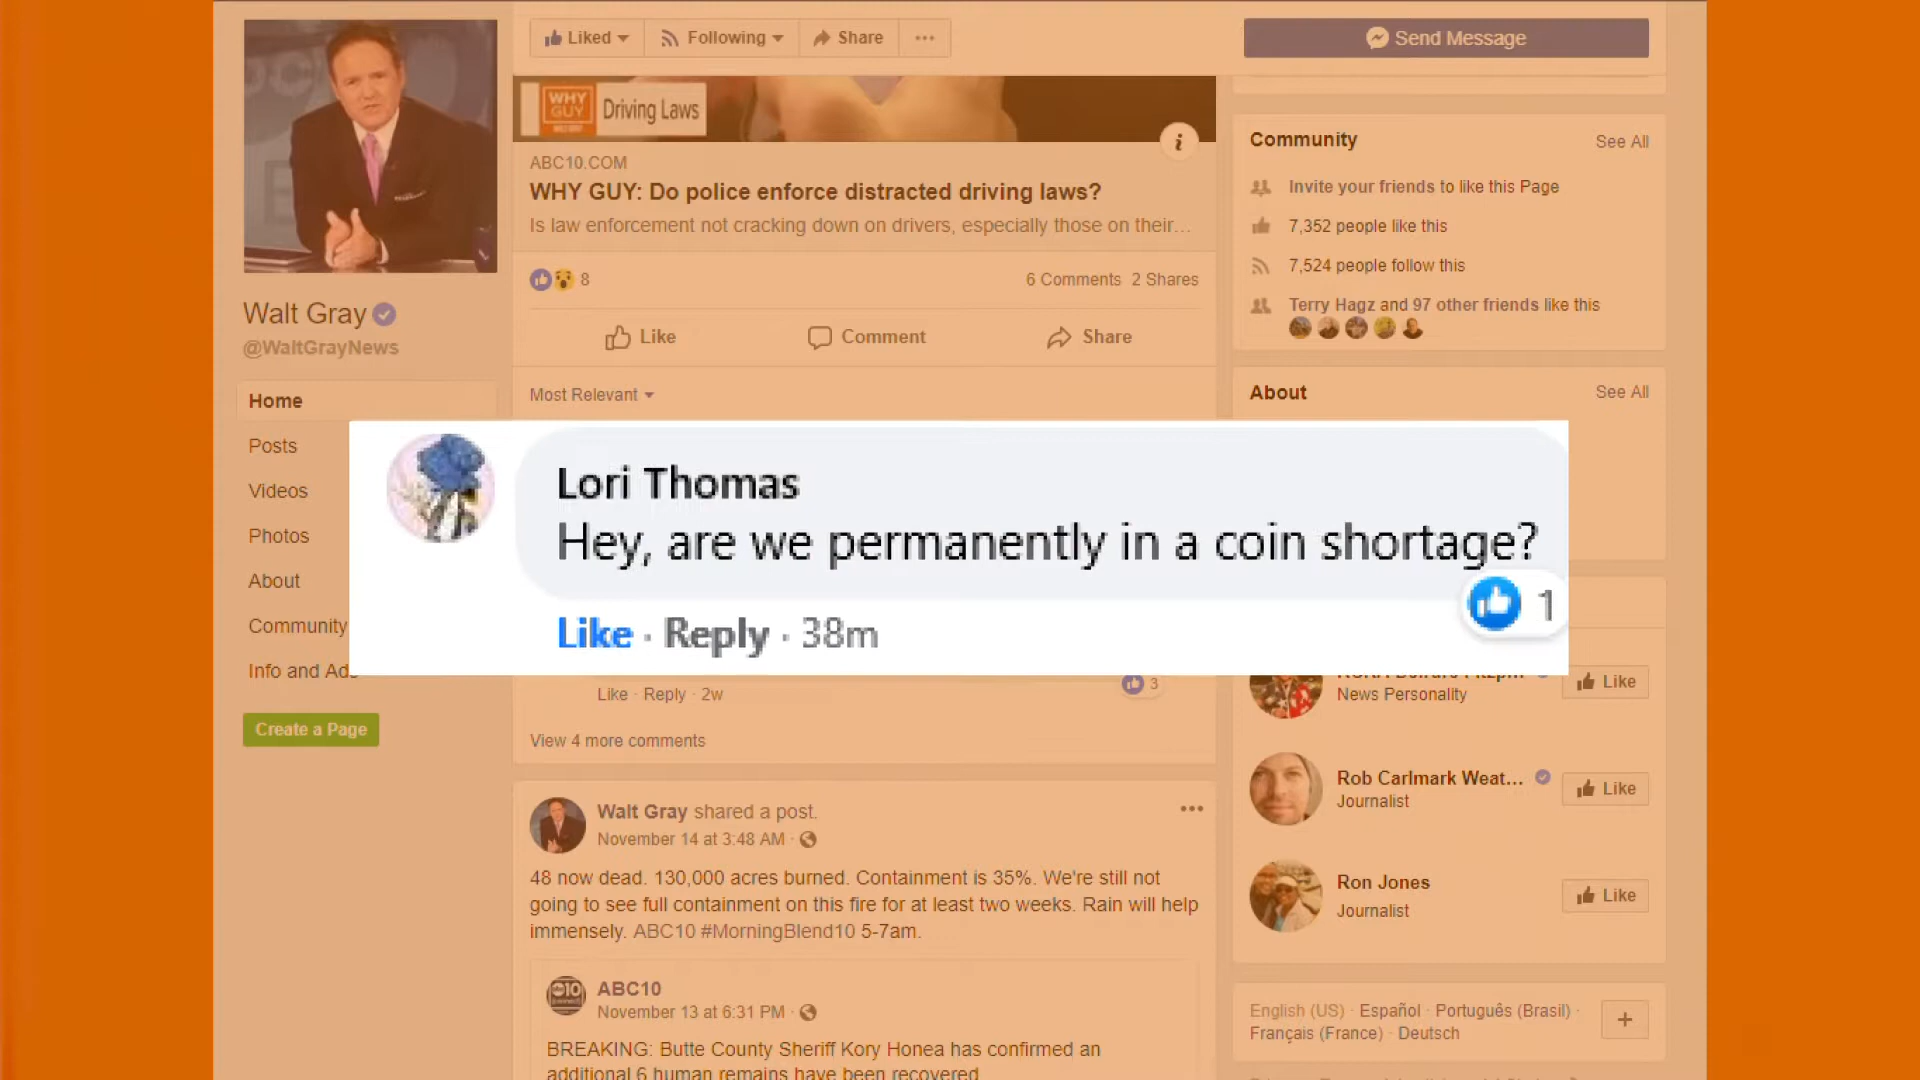 Liked
Following
Share
Send Message
WHY
GUY
Driving Laws
ABC10.COM
WHY GUY: Do police enforce distracted driving laws?
Is law enforcement not cracking down on drivers, especially those on their...
8
6 Comments 2 Shares
Like
Comment
Share
Most Relevant
Walt Gray
@WaltGrayNews
Home
Posts
Videos
Photos
About
Community
Info and Ads
Create a Page
Community
See All
Invite your friends to like this Page
7,352 people like this
7,524 people follow this
Terry Hagz and 97 other friends like this
About
See All
Lori Thomas
Hey, are we permanently in a coin shortage?
1
Like · Reply · 38m
Like · Reply · 2w
3
View 4 more comments
Walt Gray shared a post.
November 14 at 3:48 AM ·
48 now dead. 130,000 acres burned. Containment is 35%. We're still not
going to see full containment on this fire for at least two weeks. Rain will help
immensely. ABC10 #MorningBlend10 5-7am.
ABC10
November 13 at 6:31 PM ·
BREAKING: Butte County Sheriff Kory Honea has confirmed an
additional 6 human remains have been recovered
News Personality
Like
Rob Carlmark Weat...
Journalist
Like
Ron Jones
Journalist
Like
English (US) · Español · Português (Brasil) ·
Français (France) · Deutsch
+